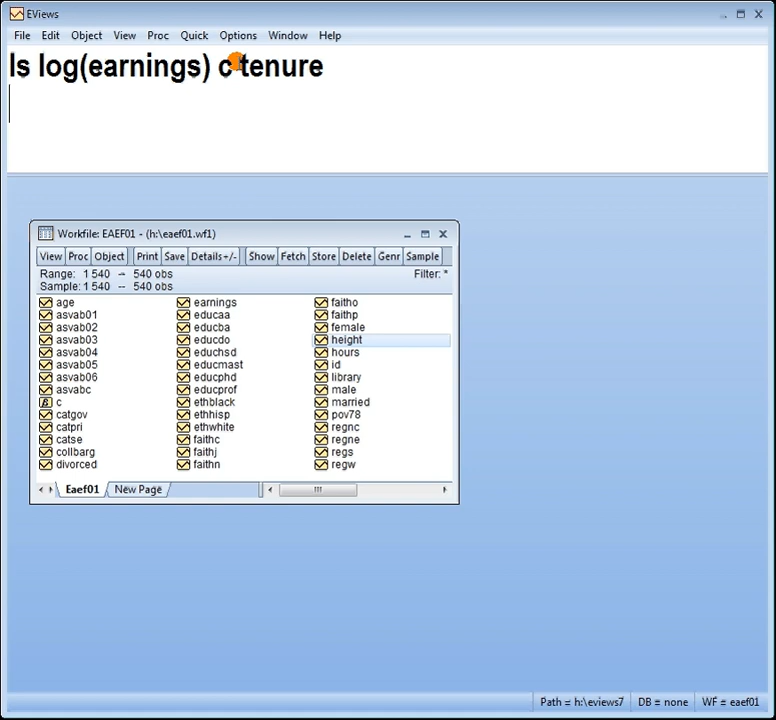 EViews
File Edit Object View Proc Quick Options Window Help
ls log(earnings) c tenure
Workfile: EAEF01 - (h:\eaef01.wf1)
View Proc Object Print Save Details+/- Show Fetch Store Delete Genr Sample
Range: 1 540 -- 540 obs Filter: *
Sample: 1 540 -- 540 obs
age earnings faitho
asvab01 educaa faithp
asvab02 educba female
asvab03 educdo height
asvab04 educhsd hours
asvab05 educmast id
asvab06 educphd library
asvabc educprof male
c ethblack married
catgov ethhisp pov78
catpri ethwhite regnc
catse faithc regne
collbarg faithj regs
divorced faithn regw
Eaef01 New Page
Path = h:\eviews7 DB = none WF = eaef01